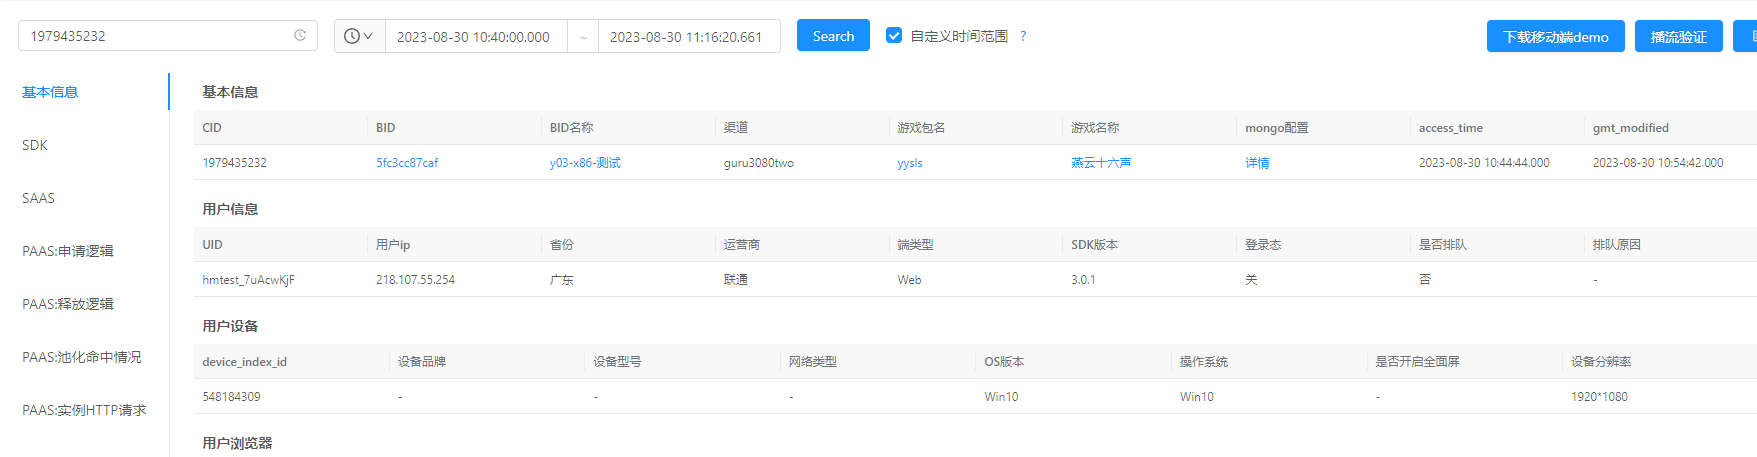 1979435232 2023-08-30 10:40:00.000 ~ 2023-08-30 11:16:20.661 Search 自定义时间范围 ? 下载移动端demo 播流验证
基本信息
SDK
SAAS
PAAS:申请逻辑
PAAS:释放逻辑
PAAS:池化命中情况
PAAS:实例HTTP请求
基本信息
CID BID BID名称 渠道 游戏包名 游戏名称 mongo配置 access_time gmt_modified
1979435232 5fc3cc87caf y03-x86-测试 guru3080two yysls 燕云十六声 详情 2023-08-30 10:44:44.000 2023-08-30 10:54:42.000
用户信息
UID 用户ip 省份 运营商 端类型 SDK版本 登录态 是否排队 排队原因
hmtest_7uAcwKjF 218.107.55.254 广东 联通 Web 3.0.1 关 否 -
用户设备
device_index_id 设备品牌 设备型号 网络类型 OS版本 操作系统 是否开启全面屏 设备分辨率
548184309 - - - Win10 Win10 - 1920*1080
用户浏览器